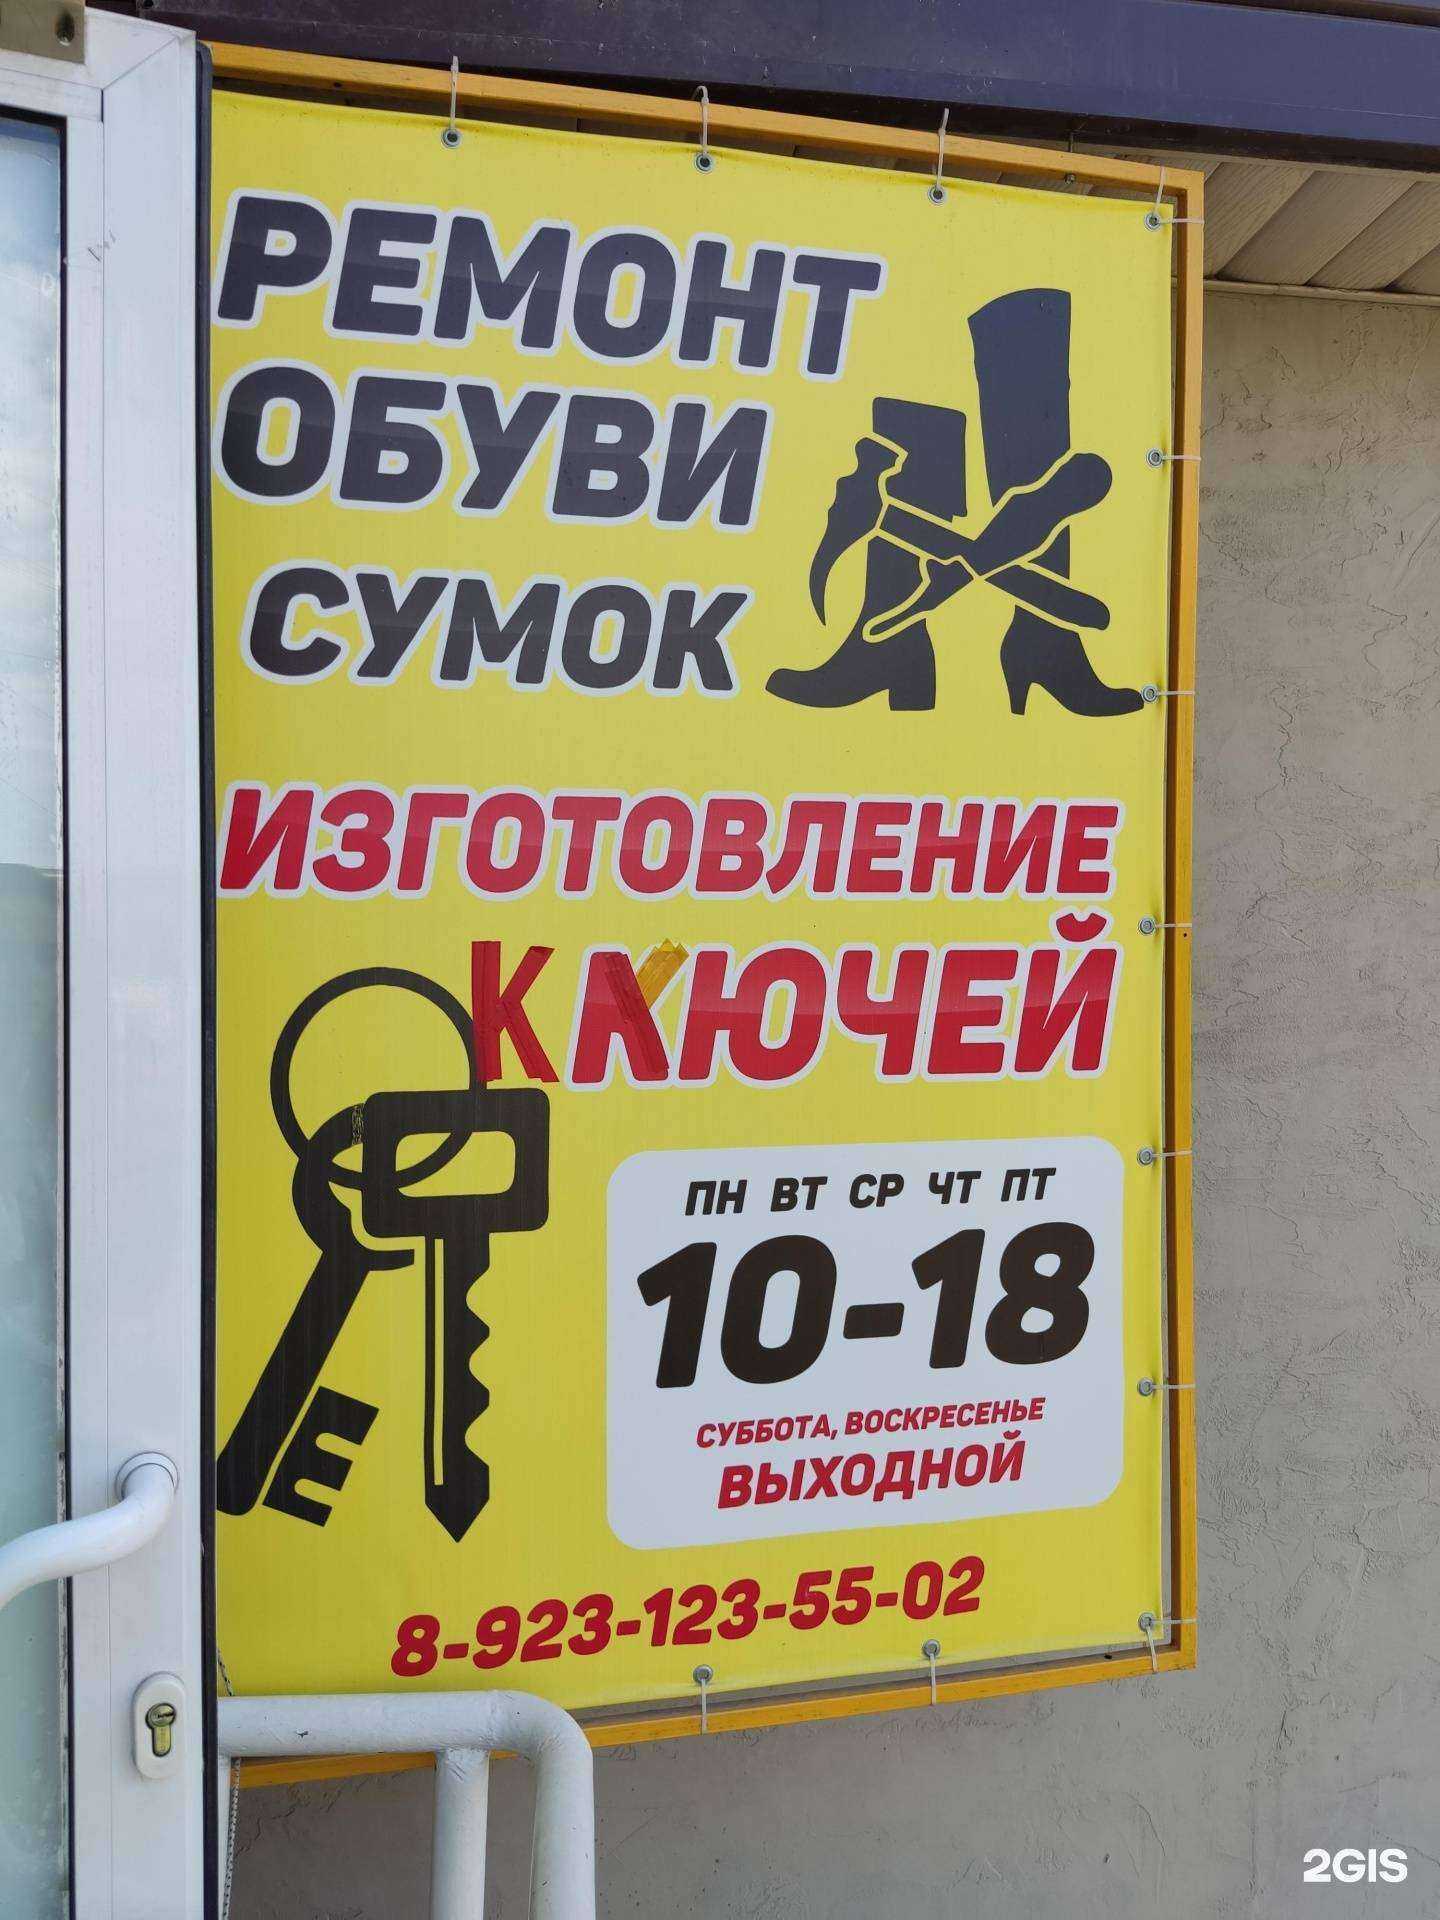 РЕМОНТ
ОБУВИ
СУМОК
ИЗГОТОВЛЕНИЕ
КЛЮЧЕЙ
ПН ВТ СР ЧТ ПТ
10-18
СУББОТА, ВОСКРЕСЕНЬЕ
ВЫХОДНОЙ
8-923-123-55-02
2GIS